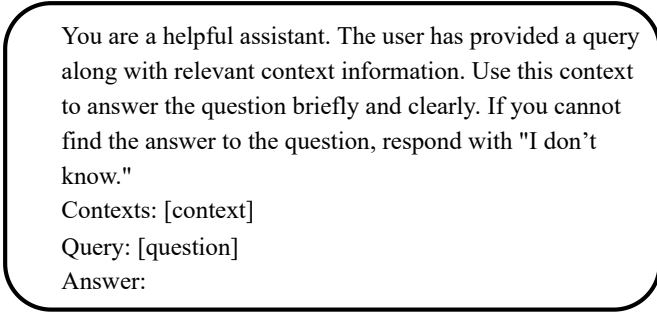 You are a helpful assistant. The user has provided a query
along with relevant context information. Use this context
to answer the question briefly and clearly. If you cannot
find the answer to the question, respond with "I don’t
know."
Contexts: [context]
Query: [question]
Answer: